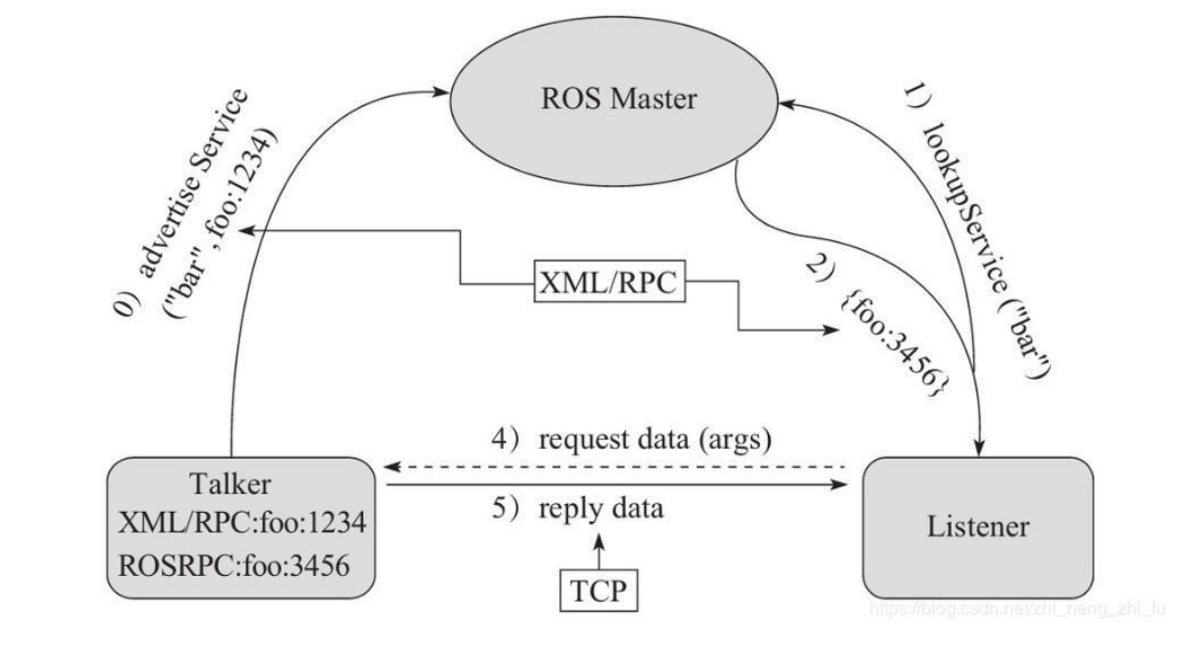 ROS Master
0) advertise Service
("bar",foo:1234)
1) lookupService ("bar")
XML/RPC
2) {foo:3456}
4) request data (args)
5) reply data
TCP
Talker
XML/RPC:foo:1234
ROSRPC:foo:3456
Listener
https://blog.csdn.net/zhi_neng_zhi_fu